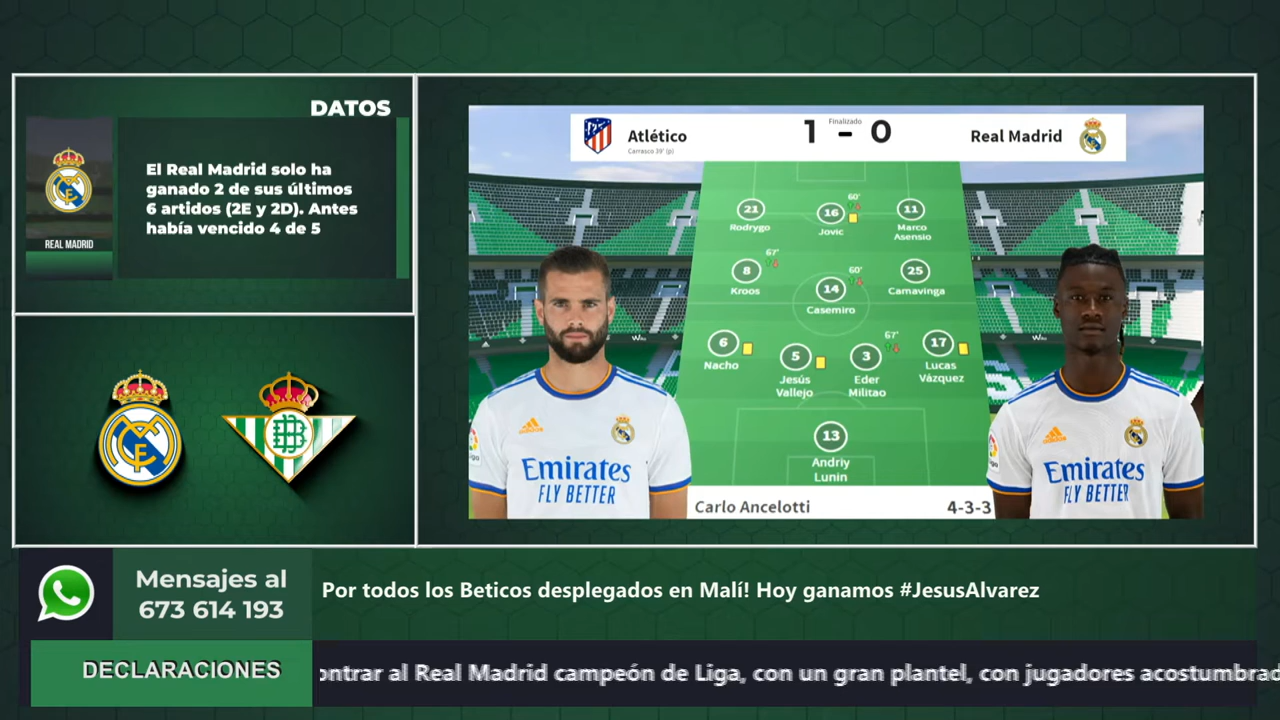 DATOS
El Real Madrid solo ha
ganado 2 de sus últimos
6 artidos (2E y 2D). Antes
había vencido 4 de 5
REAL MADRID
Finalizado
Atlético 1 - 0 Real Madrid
Carrasco 39' (p)
60'
21 16 11
Rodrygo Jovic Marco
Asensio
67' 60'
8 14 25
Kroos Casemiro Camavinga
67'
6 5 3 17
Nacho Jesús
Vallejo Eder
Militao Lucas
Vázquez
13
Andriy
Lunin
Carlo Ancelotti 4-3-3
Emirates
FLY BETTER
Emirates
FLY BETTER
Mensajes al
673 614 193
Por todos los Beticos desplegados en Malí! Hoy ganamos #JesusAlvarez
DECLARACIONES
ontrar al Real Madrid campeón de Liga, con un gran plantel, con jugadores acostumbrad